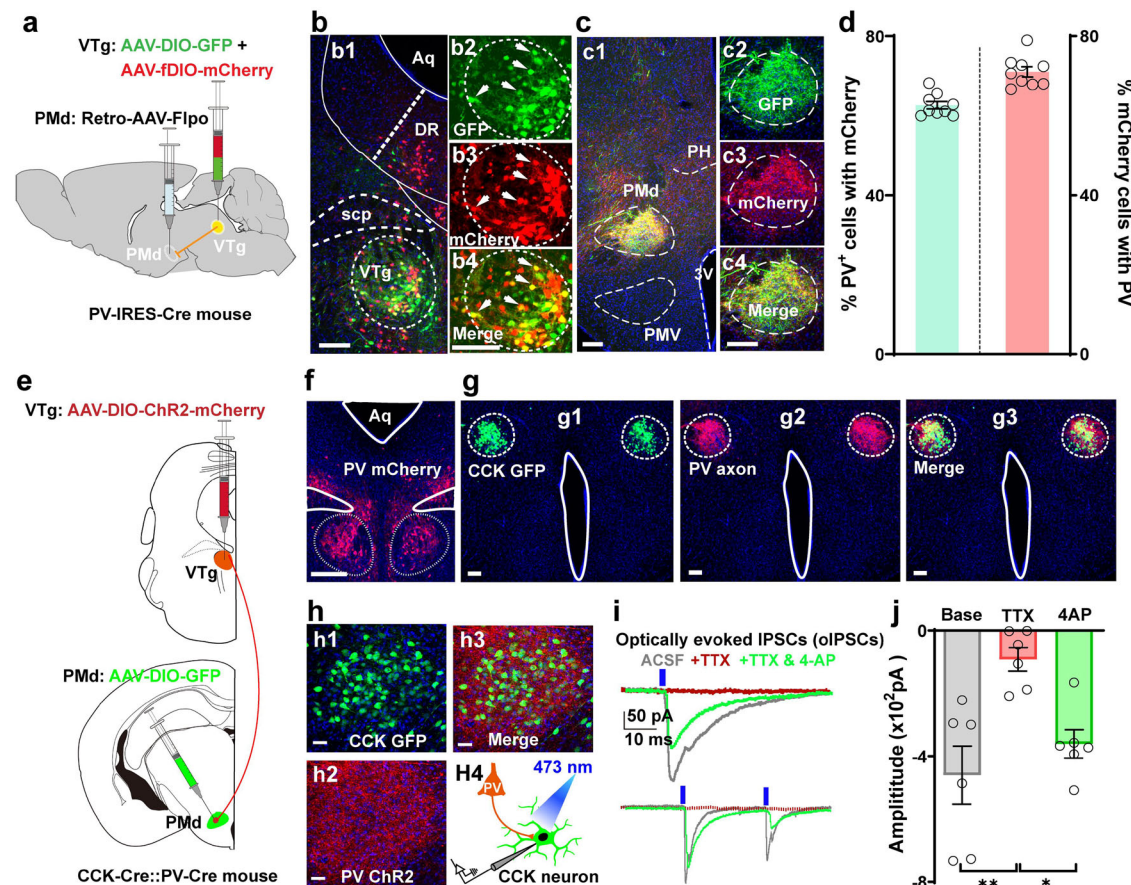 a
VTg: AAV-DIO-GFP +
AAV-fDIO-mCherry
PMd: Retro-AAV-Flpo
PMd
VTg
PV-IRES-Cre mouse
b
b1
Aq
DR
scp
VTg
b2
GFP
b3
mCherry
b4
Merge
c
c1
PH
PMd
3V
PMV
c2
GFP
c3
mCherry
c4
Merge
d
80
40
0
% PV+ cells with mCherry
80
40
0
% mCherry cells with PV
e
VTg: AAV-DIO-ChR2-mCherry
VTg
PMd: AAV-DIO-GFP
PMd
CCK-Cre::PV-Cre mouse
f
Aq
PV mCherry
g
g1
CCK GFP
g2
PV axon
g3
Merge
h
h1
CCK GFP
h3
Merge
h2
PV ChR2
H4
473 nm
PV
CCK neuron
i
Optically evoked IPSCs (oIPSCs)
ACSF +TTX +TTX & 4-AP
50 pA
10 ms
j
Base TTX 4AP
0
-4
-8
Amplititude (x10²pA)
** *